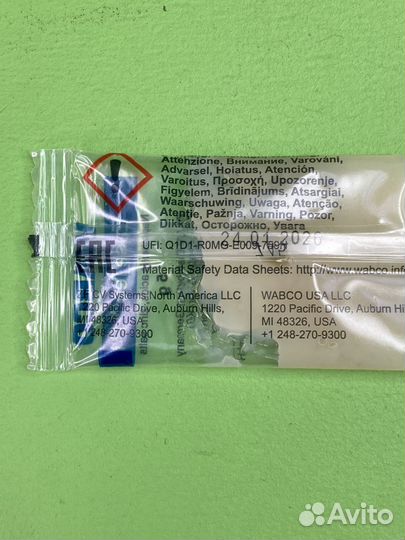 Attenzione, Внимание, Varování,
Advarsel, Hoiatus, Atención,
Varoitus, Προσοχή, Upozorenje,
Figyelem, Brīdinājums, Atsargiai,
Waarschuwing, Uwaga, Atenção,
Atenție, Pažnja, Varning, Pozor,
Dikkat, Осторожно, Увага
24 01 2026
UFI: Q1D1-R0MG-E009-
Material Safety Data Sheets: http://www.wabco.
ZF CV Systems North America LLC
1220 Pacific Drive, Auburn Hills,
MI 48326, USA
+1 248-270-9300
WABCO USA LLC
1220 Pacific Drive, Auburn Hi
MI 48326, USA
+1 248-270-9300
EAC
5 g
Avito